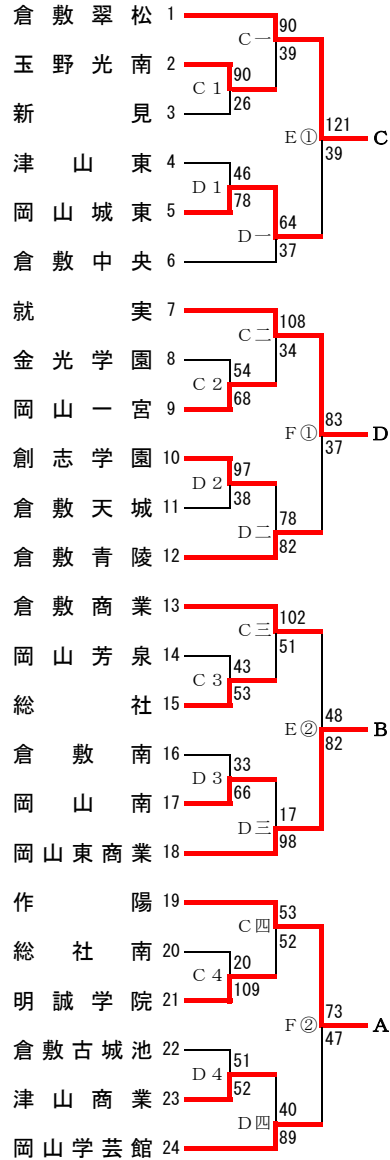 倉敷翠松 1
玉野光南 2
新見 3
津山東 4
岡山城東 5
倉敷中央 6
C一 90 39
C1 90 26
D1 46 78
D一 64 37
E① 121 39 C
就実 7
金光学園 8
岡山一宮 9
創志学園 10
倉敷天城 11
倉敷青陵 12
C二 108 34
C2 54 68
D2 97 38
D二 78 82
F① 83 37 D
倉敷商業 13
岡山芳泉 14
総社 15
倉敷南 16
岡山南 17
岡山東商業 18
C三 102 51
C3 43 53
D3 33 66
D三 17 98
E② 48 82 B
作陽 19
総社南 20
明誠学院 21
倉敷古城池 22
津山商業 23
岡山学芸館 24
C四 53 52
C4 20 109
D4 51 52
D四 40 89
F② 73 47 A